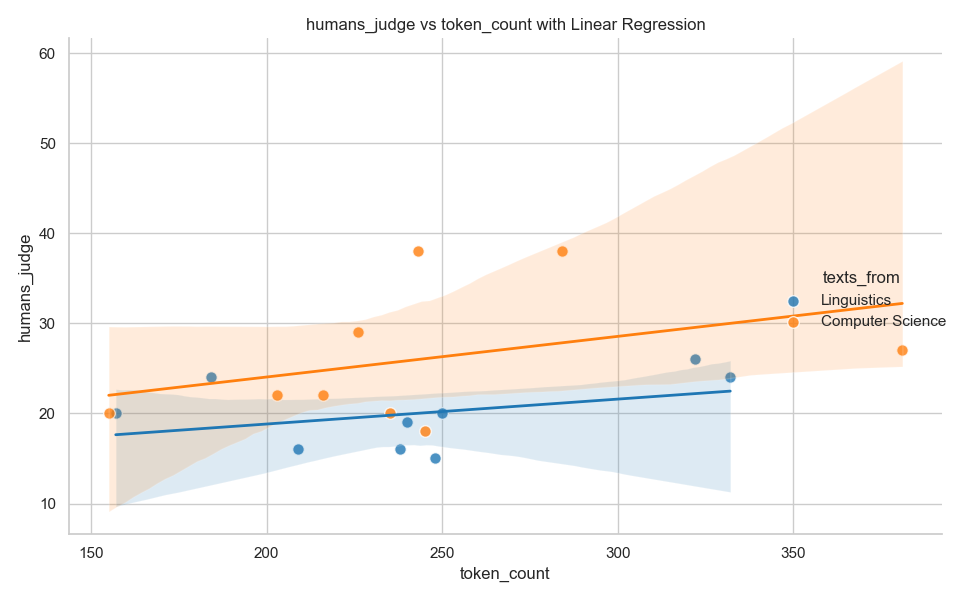 humans_judge vs token_count with Linear Regression
60
50
40
30
20
10
humans_judge
texts_from
Linguistics
Computer Science
150
200
250
300
350
token_count